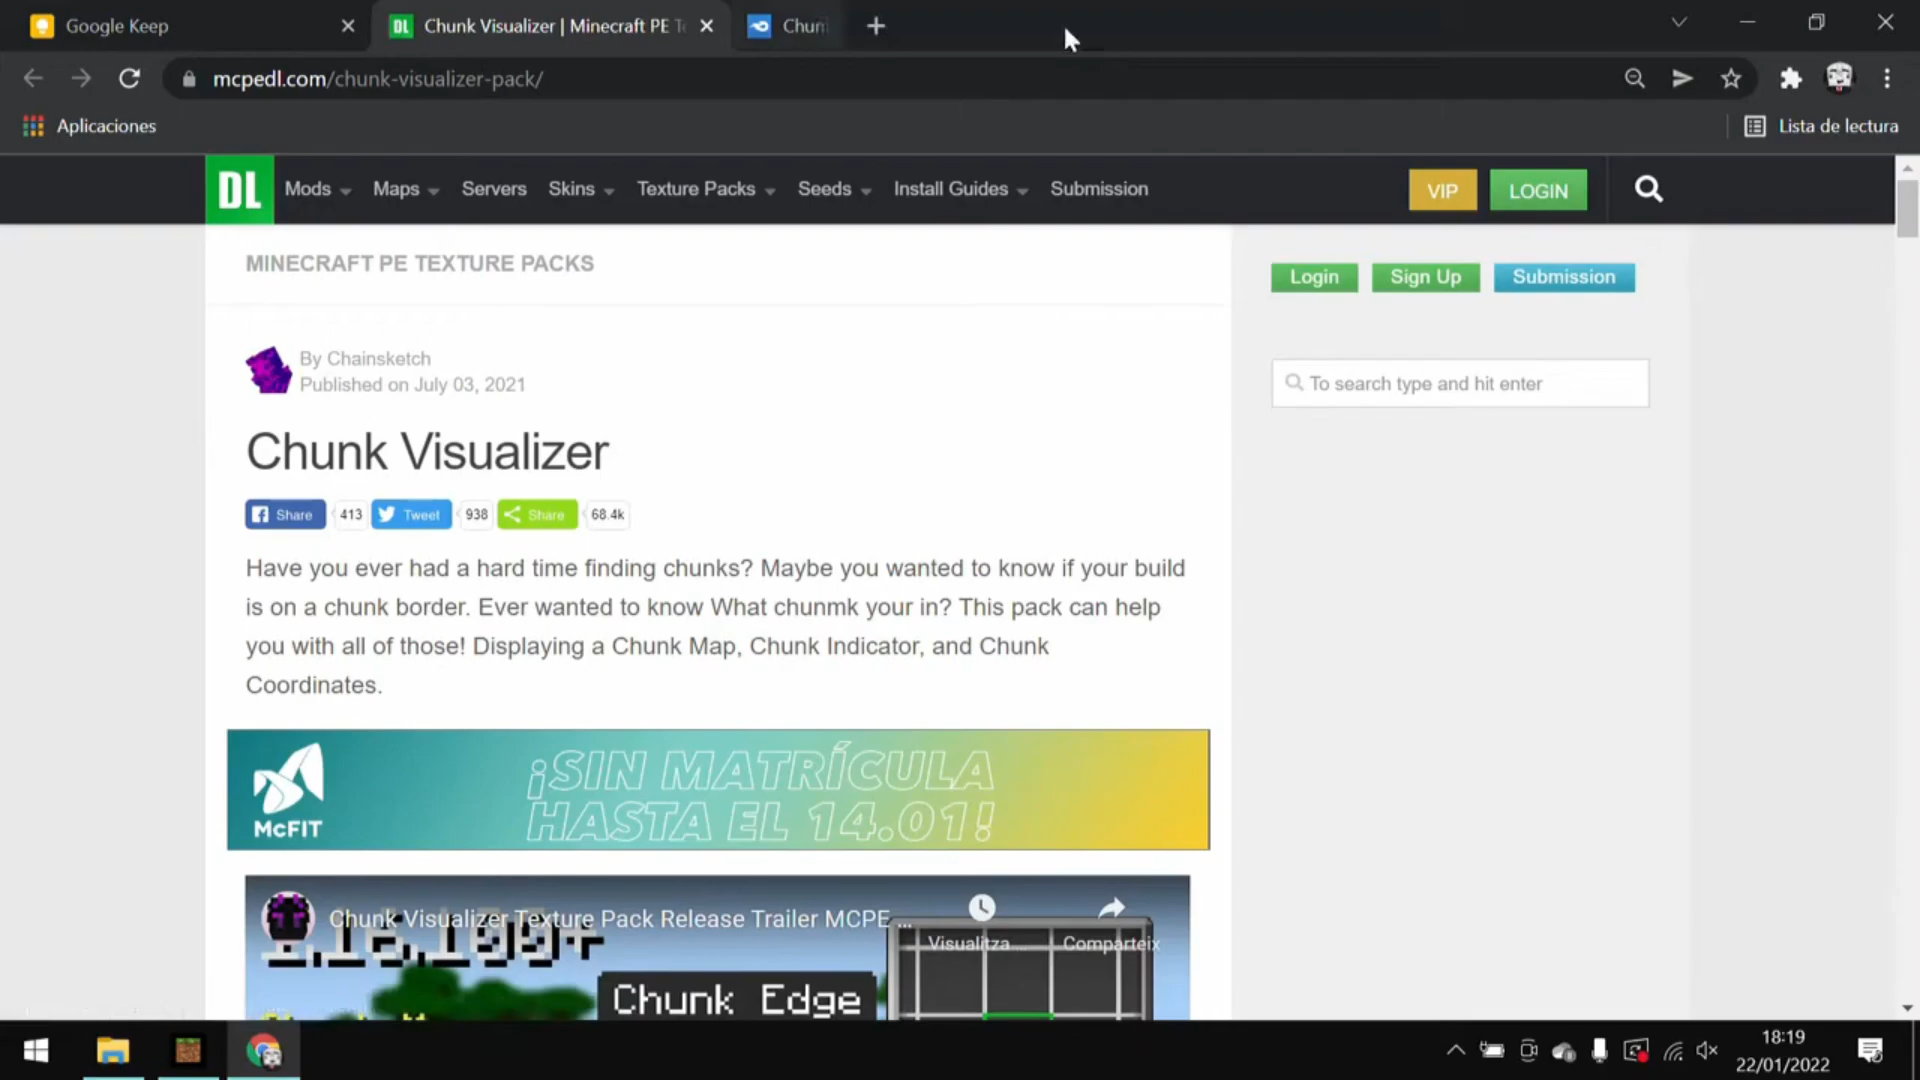 Google Keep
Chunk Visualizer | Minecraft PE Te
Chun
mcpedl.com/chunk-visualizer-pack/
Aplicaciones
Lista de lectura
DL
Mods
Maps
Servers
Skins
Texture Packs
Seeds
Install Guides
Submission
VIP
LOGIN
MINECRAFT PE TEXTURE PACKS
Login
Sign Up
Submission
By Chainsketch
Published on July 03, 2021
To search type and hit enter
Chunk Visualizer
Share 413
Tweet 938
Share 68.4k
Have you ever had a hard time finding chunks? Maybe you wanted to know if your build
is on a chunk border. Ever wanted to know What chunmk your in? This pack can help
you with all of those! Displaying a Chunk Map, Chunk Indicator, and Chunk
Coordinates.
McFIT
¡SIN MATRÍCULA
HASTA EL 14.01!
Chunk Visualizer Texture Pack Release Trailer MCPE ...
1.16.100+
Visualitza ...
Comparteix
Chunk Edge
18:19
22/01/2022